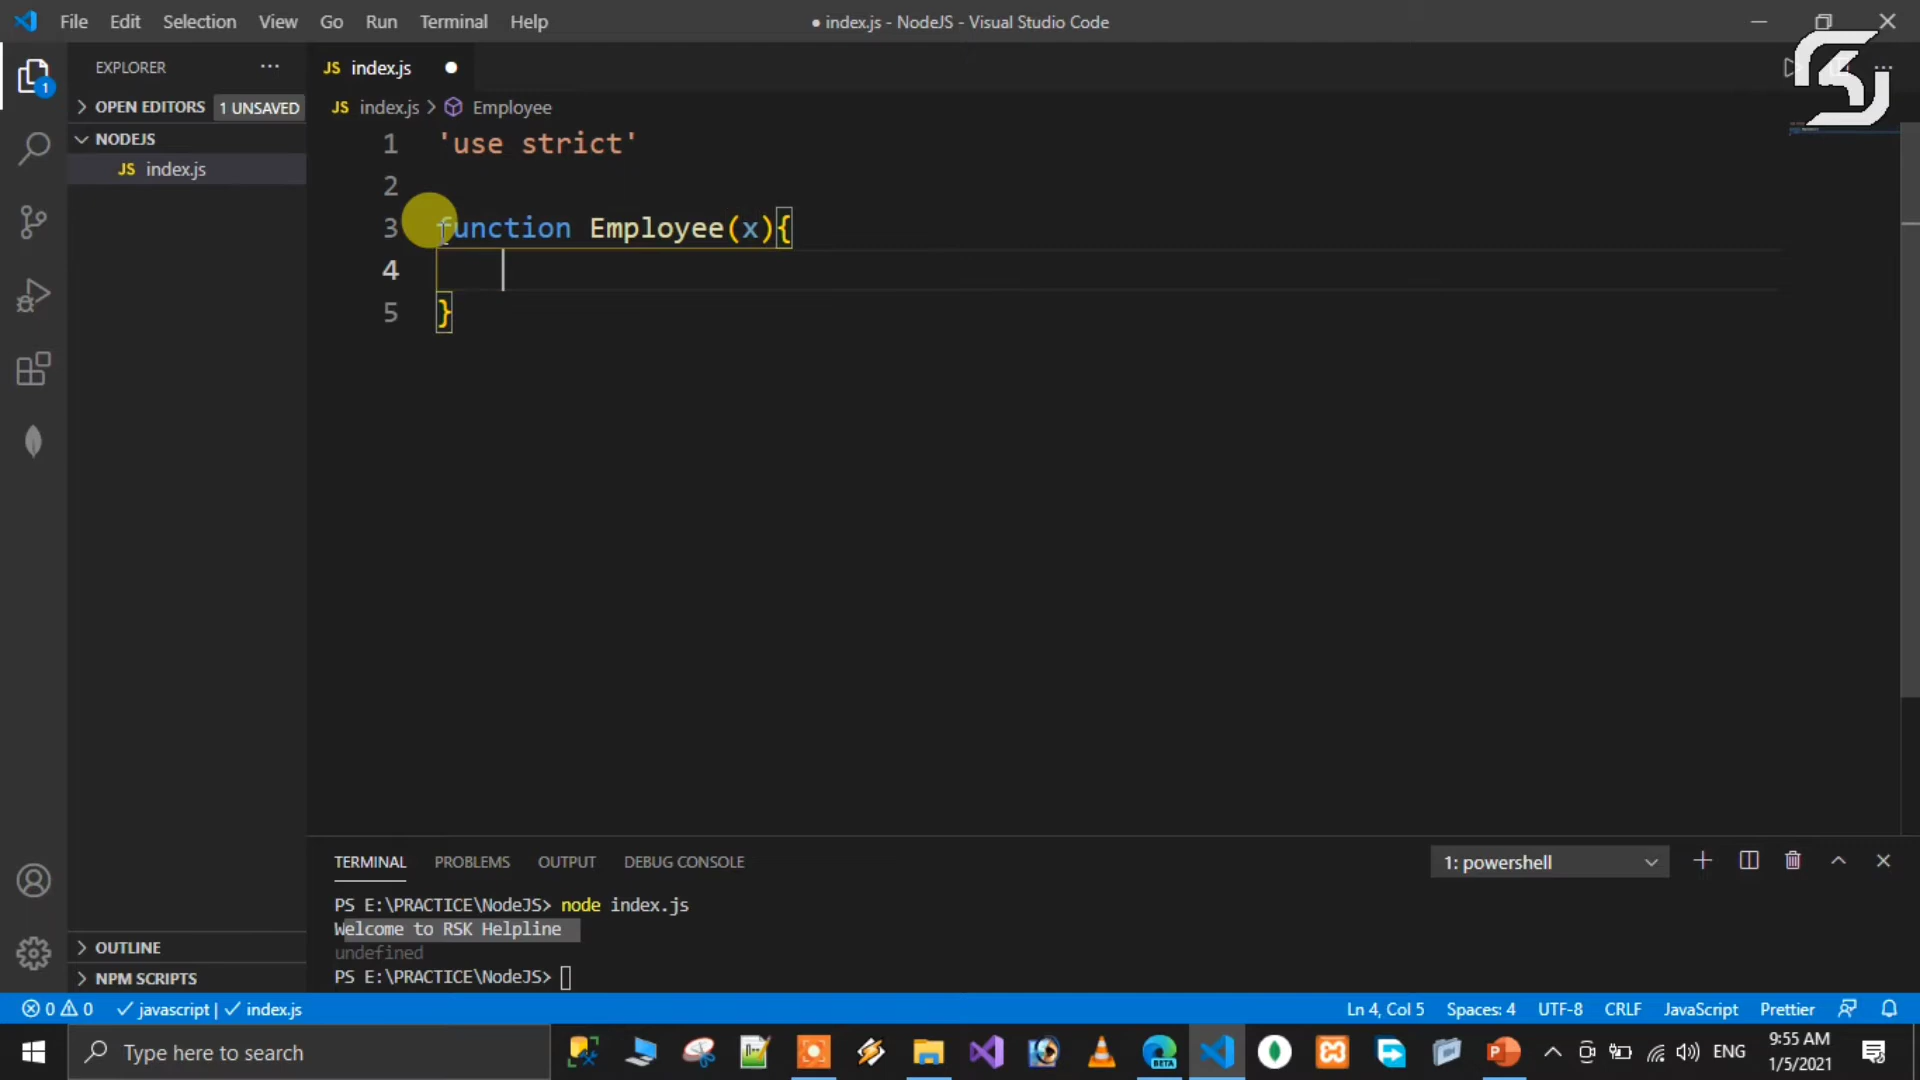 File Edit Selection View Go Run Terminal Help
● index.js - NodeJS - Visual Studio Code
EXPLORER
OPEN EDITORS 1 UNSAVED
NODEJS
JS index.js
JS index.js
JS index.js > Employee
1 'use strict'
2
3 function Employee(x){
4
5 }
TERMINAL PROBLEMS OUTPUT DEBUG CONSOLE
1: powershell
PS E:\PRACTICE\NodeJS> node index.js
Welcome to RSK Helpline
undefined
PS E:\PRACTICE\NodeJS>
OUTLINE
NPM SCRIPTS
1
0 0 javascript | index.js
Ln 4, Col 5 Spaces: 4 UTF-8 CRLF JavaScript Prettier
Type here to search
BETA
ENG
9:55 AM
1/5/2021